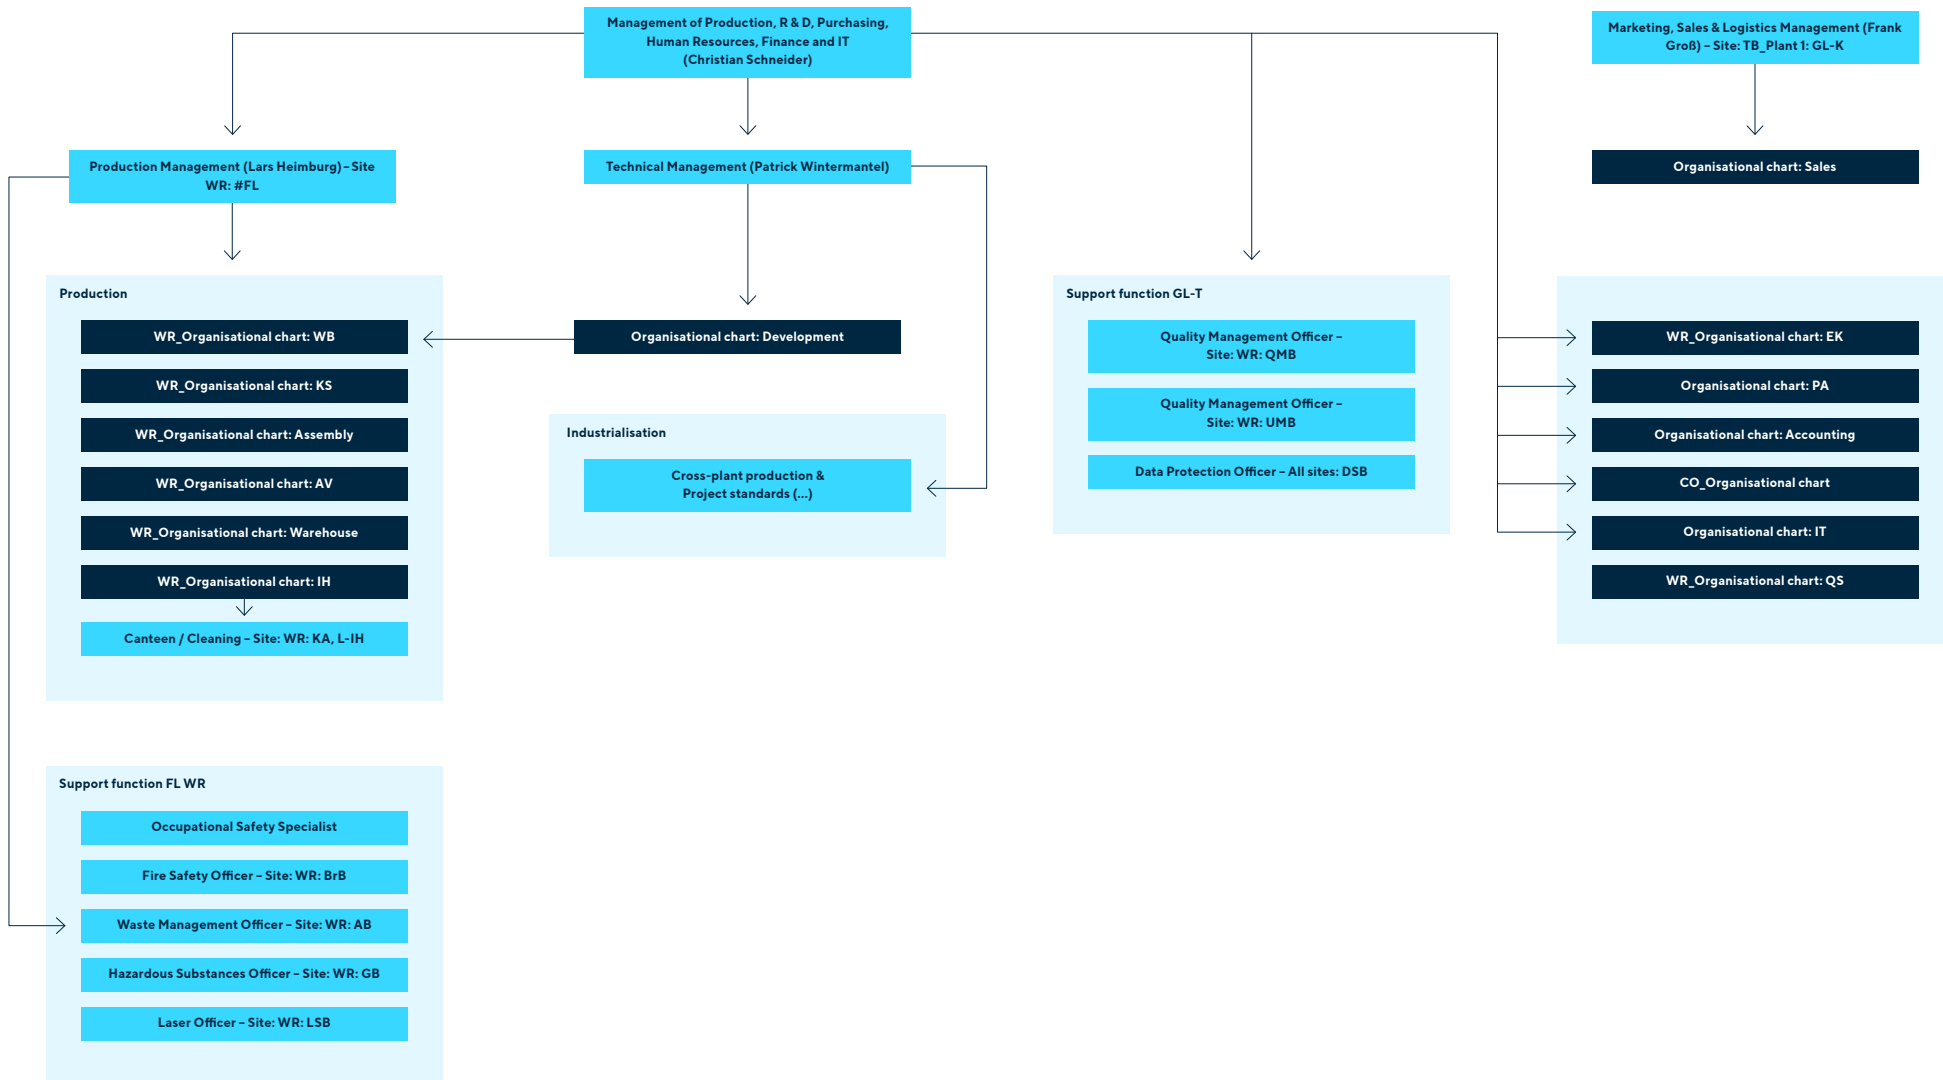 Management of Production, R & D, Purchasing,
Human Resources, Finance and IT
(Christian Schneider)
Marketing, Sales & Logistics Management (Frank
Groß) – Site: TB_Plant 1: GL-K
Production Management (Lars Heimburg) – Site
WR: #FL
Technical Management (Patrick Wintermantel)
Organisational chart: Sales
Production
WR_Organisational chart: WB
WR_Organisational chart: KS
WR_Organisational chart: Assembly
WR_Organisational chart: AV
WR_Organisational chart: Warehouse
WR_Organisational chart: IH
Canteen / Cleaning – Site: WR: KA, L-IH
Organisational chart: Development
Industrialisation
Cross-plant production &
Project standards (...)
Support function GL-T
Quality Management Officer –
Site: WR: QMB
Quality Management Officer –
Site: WR: UMB
Data Protection Officer – All sites: DSB
WR_Organisational chart: EK
Organisational chart: PA
Organisational chart: Accounting
CO_Organisational chart
Organisational chart: IT
WR_Organisational chart: QS
Support function FL WR
Occupational Safety Specialist
Fire Safety Officer – Site: WR: BrB
Waste Management Officer – Site: WR: AB
Hazardous Substances Officer – Site: WR: GB
Laser Officer – Site: WR: LSB